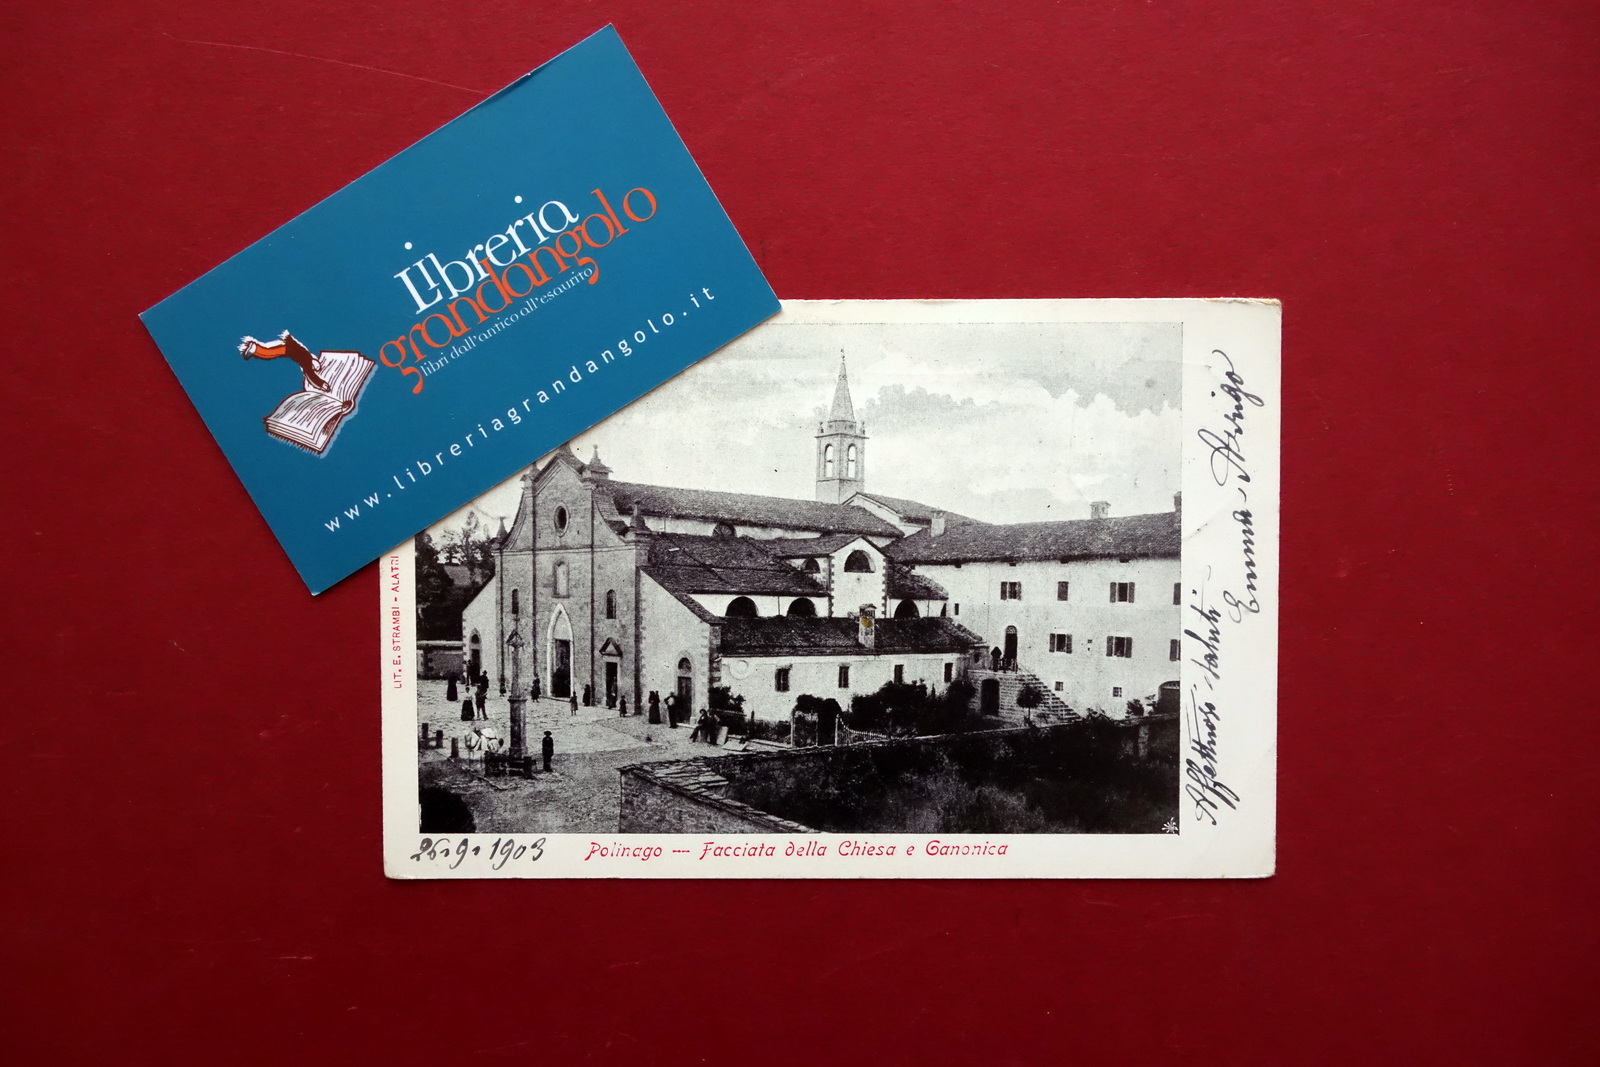 Libreria
grandangolo
libri dall'antico all'esaurito
www.libreriagrandangolo.it
LIT. E. STRAMBI - ALATRI
26.9.1903
Polinago — Facciata della Chiesa e Canonica
Affettuosi saluti
Emma Arrigo